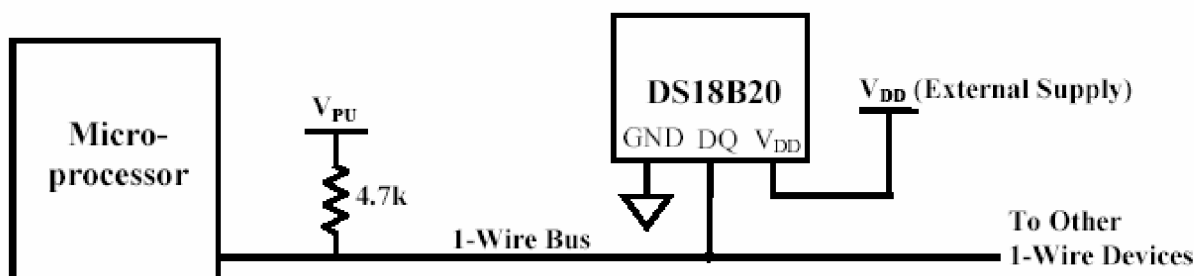 Micro-
processor
V_PU
4.7k
1-Wire Bus
DS18B20
GND DQ V_DD
V_DD (External Supply)
To Other
1-Wire Devices